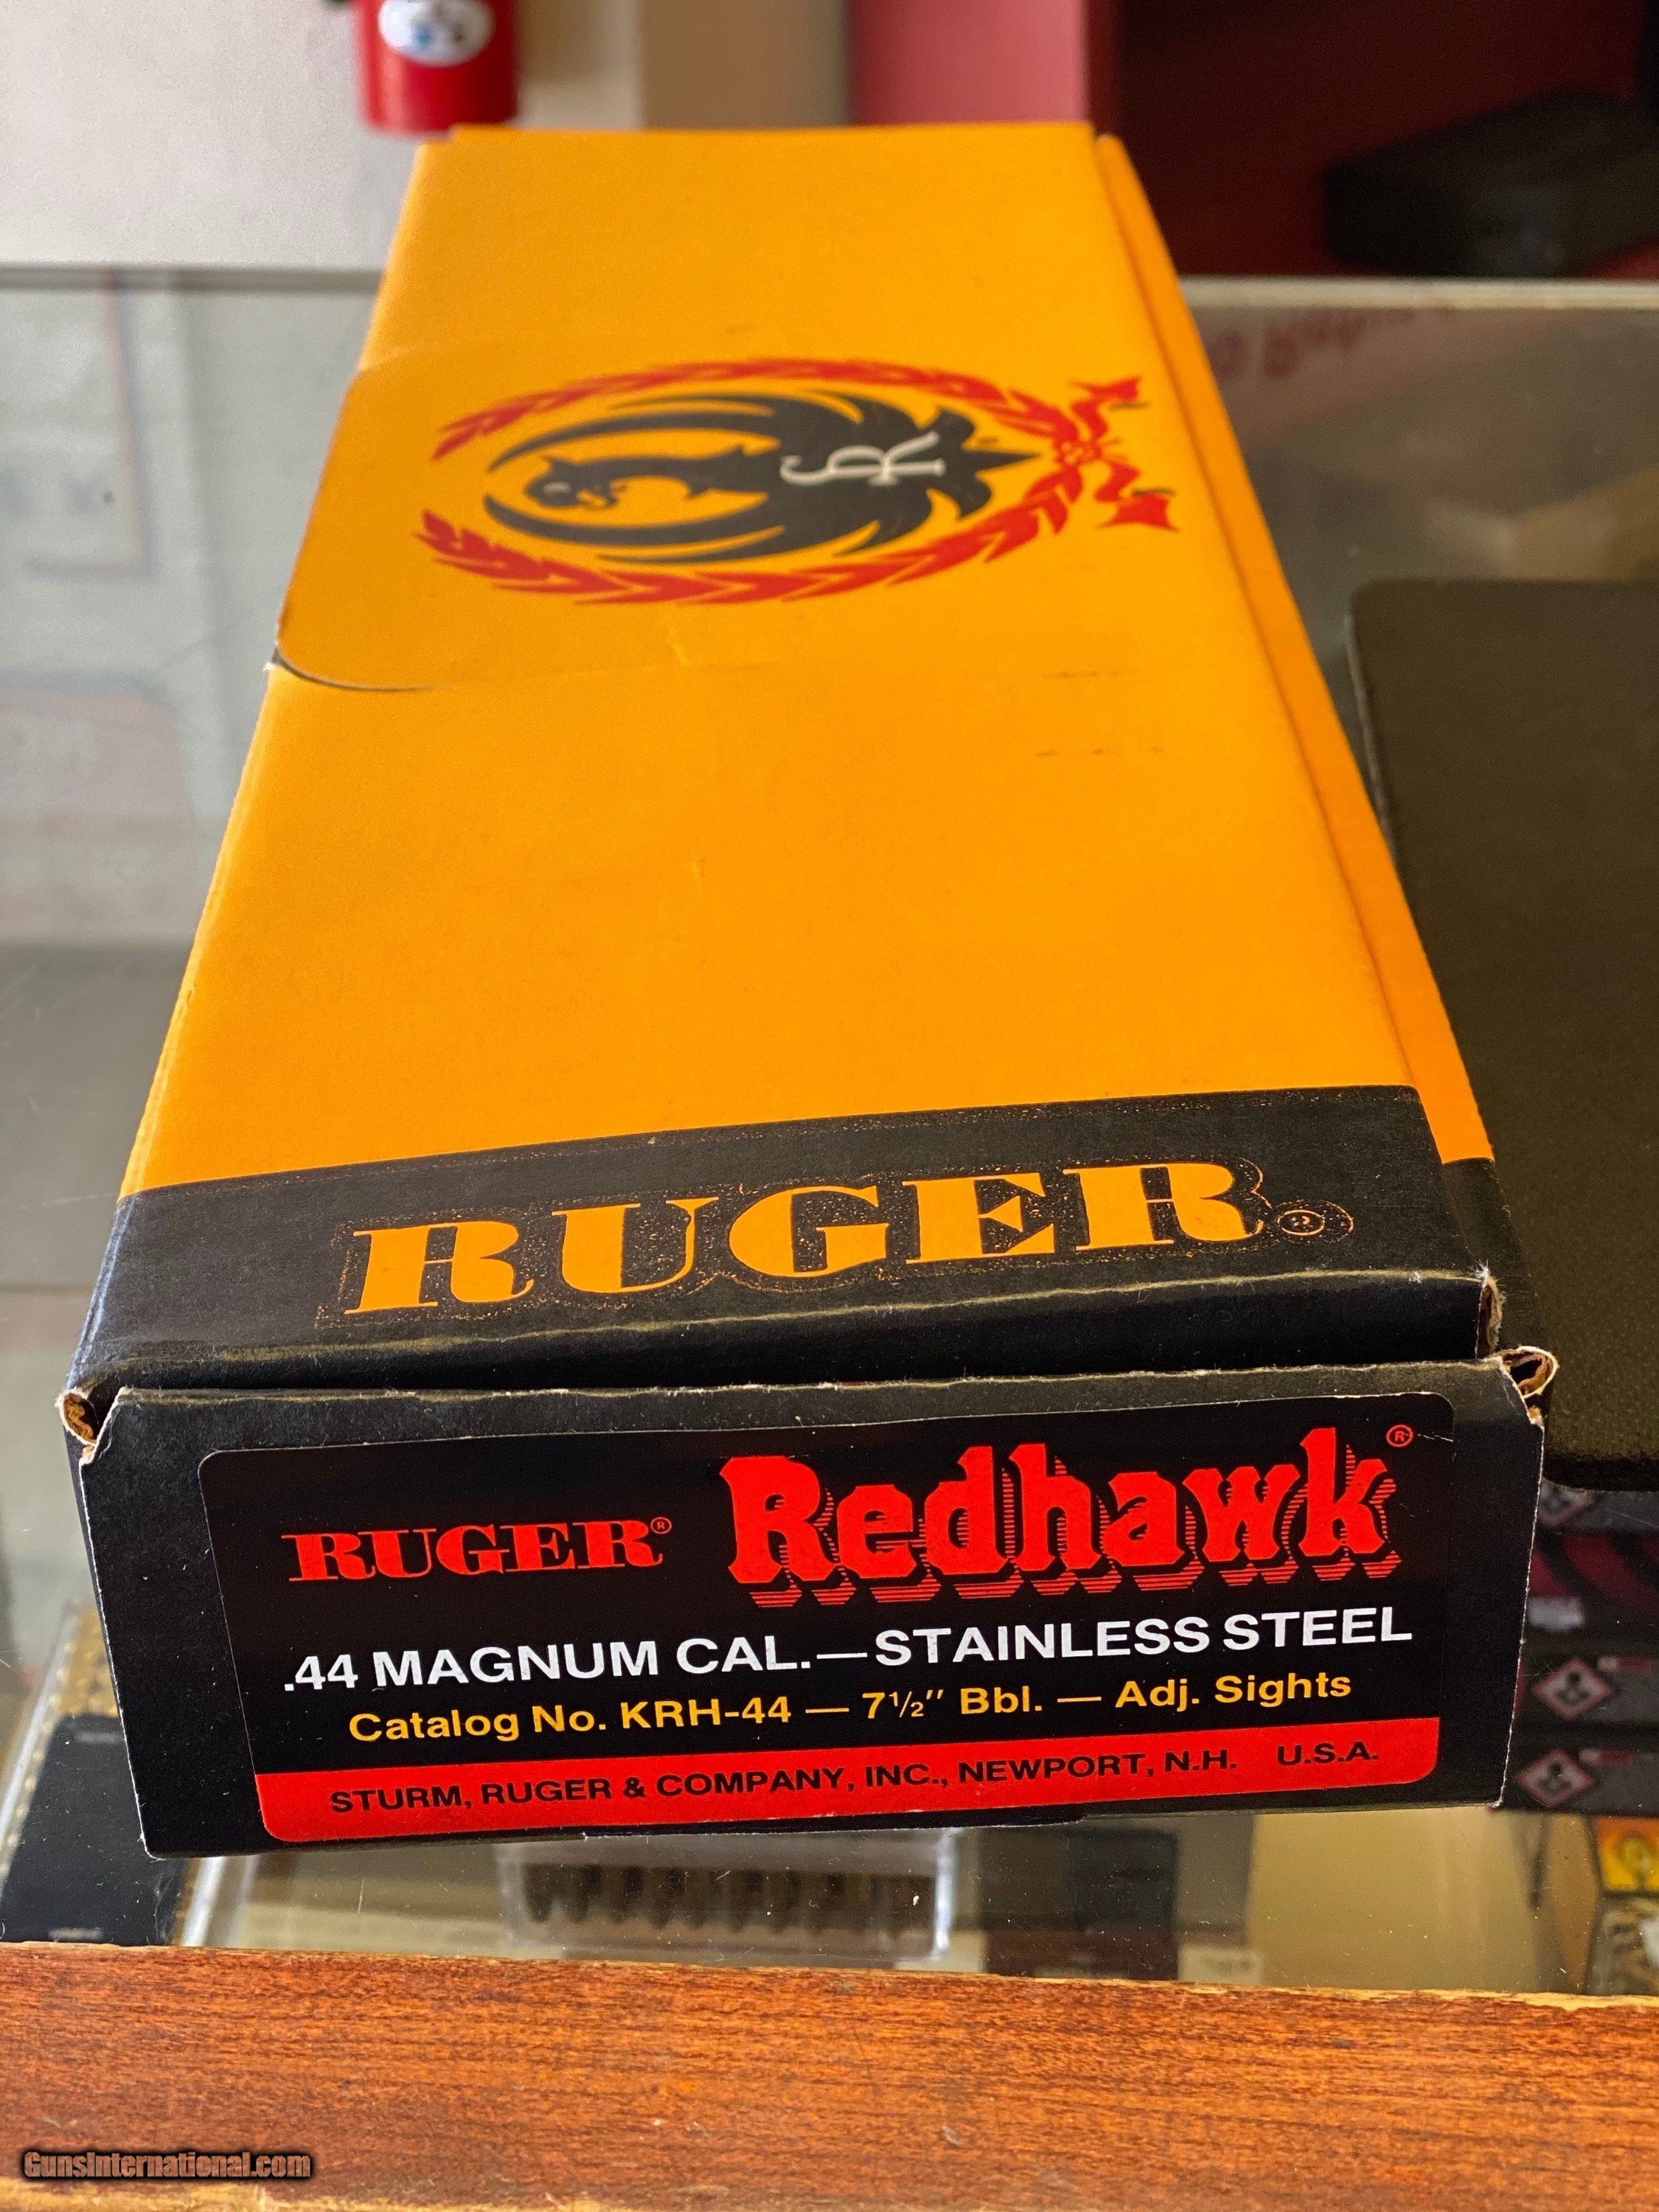 SR
RUGER®
RUGER® Redhawk®
.44 MAGNUM CAL.—STAINLESS STEEL
Catalog No. KRH-44 — 7½″ Bbl. — Adj. Sights
STURM, RUGER & COMPANY, INC., NEWPORT, N.H. U.S.A.
GunsInternational.com